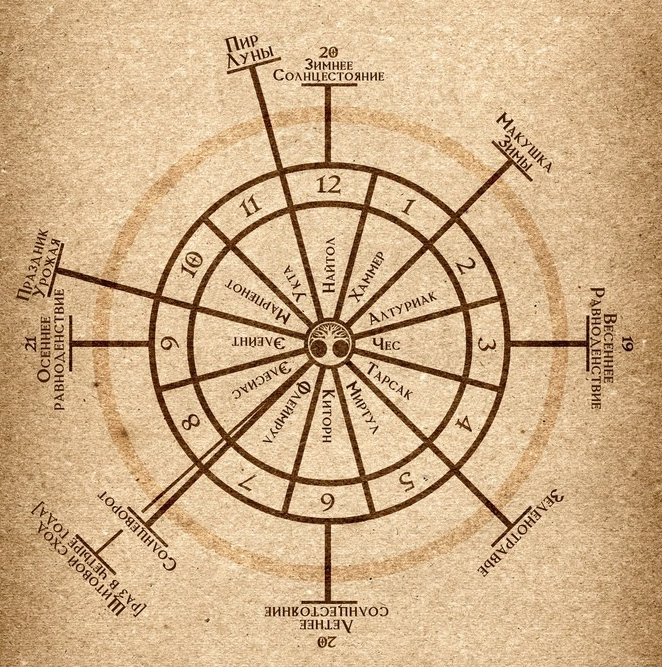 20
Зимнее
Солнцестояние
Макушка
Зимы
19
Весеннее
Равноденствие
Зеленотравье
20
Летнее
солнцестояние
Солнцеворот
Щитовой сход
[раз в четыре года]
21
Осеннее
равноденствие
Праздник
Урожая
Пир
Луны
12
1
2
3
4
5
6
7
8
9
10
11
Найтол
Хаммер
Алтуриак
Чес
Тарсак
Миртул
Киторн
Флеймрул
Элесиас
Элейнт
Марпенот
Укта